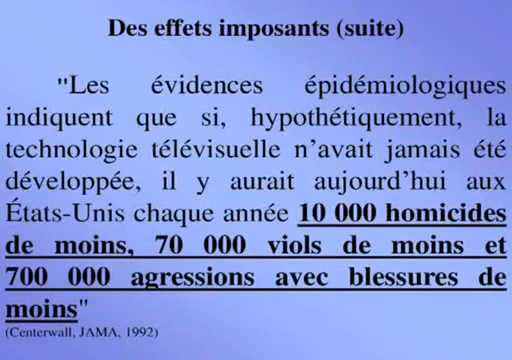 Des effets imposants (suite)
"Les évidences épidémiologiques
indiquent que si, hypothétiquement, la
technologie télévisuelle n'avait jamais été
développée, il y aurait aujourd'hui aux
États-Unis chaque année 10 000 homicides
de moins, 70 000 viols de moins et
700 000 agressions avec blessures de
moins"
(Centerwall, JAMA, 1992)